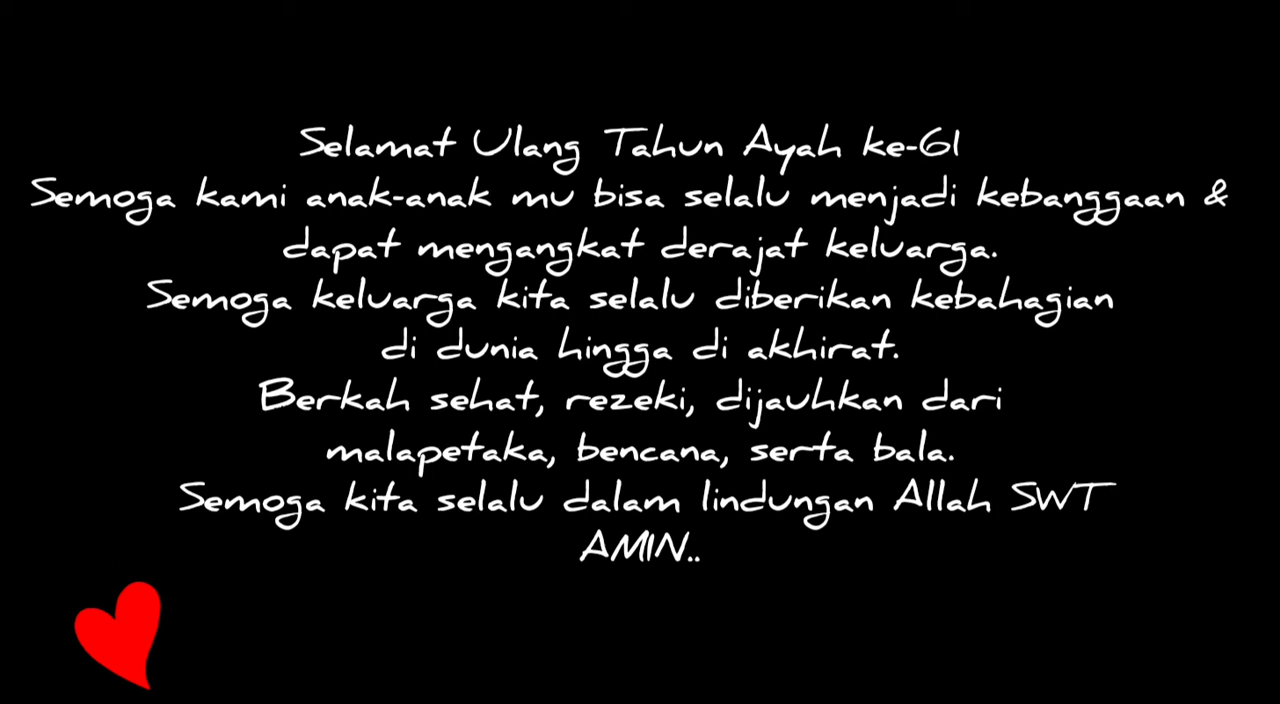 Selamat Ulang Tahun Ayah ke-61
Semoga kami anak-anak mu bisa selalu menjadi kebanggaan &
dapat mengangkat derajat keluarga.
Semoga keluarga kita selalu diberikan kebahagian
di dunia hingga di akhirat.
Berkah sehat, rezeki, dijauhkan dari
malapetaka, bencana, serta bala.
Semoga kita selalu dalam lindungan Allah SWT
AMIN..